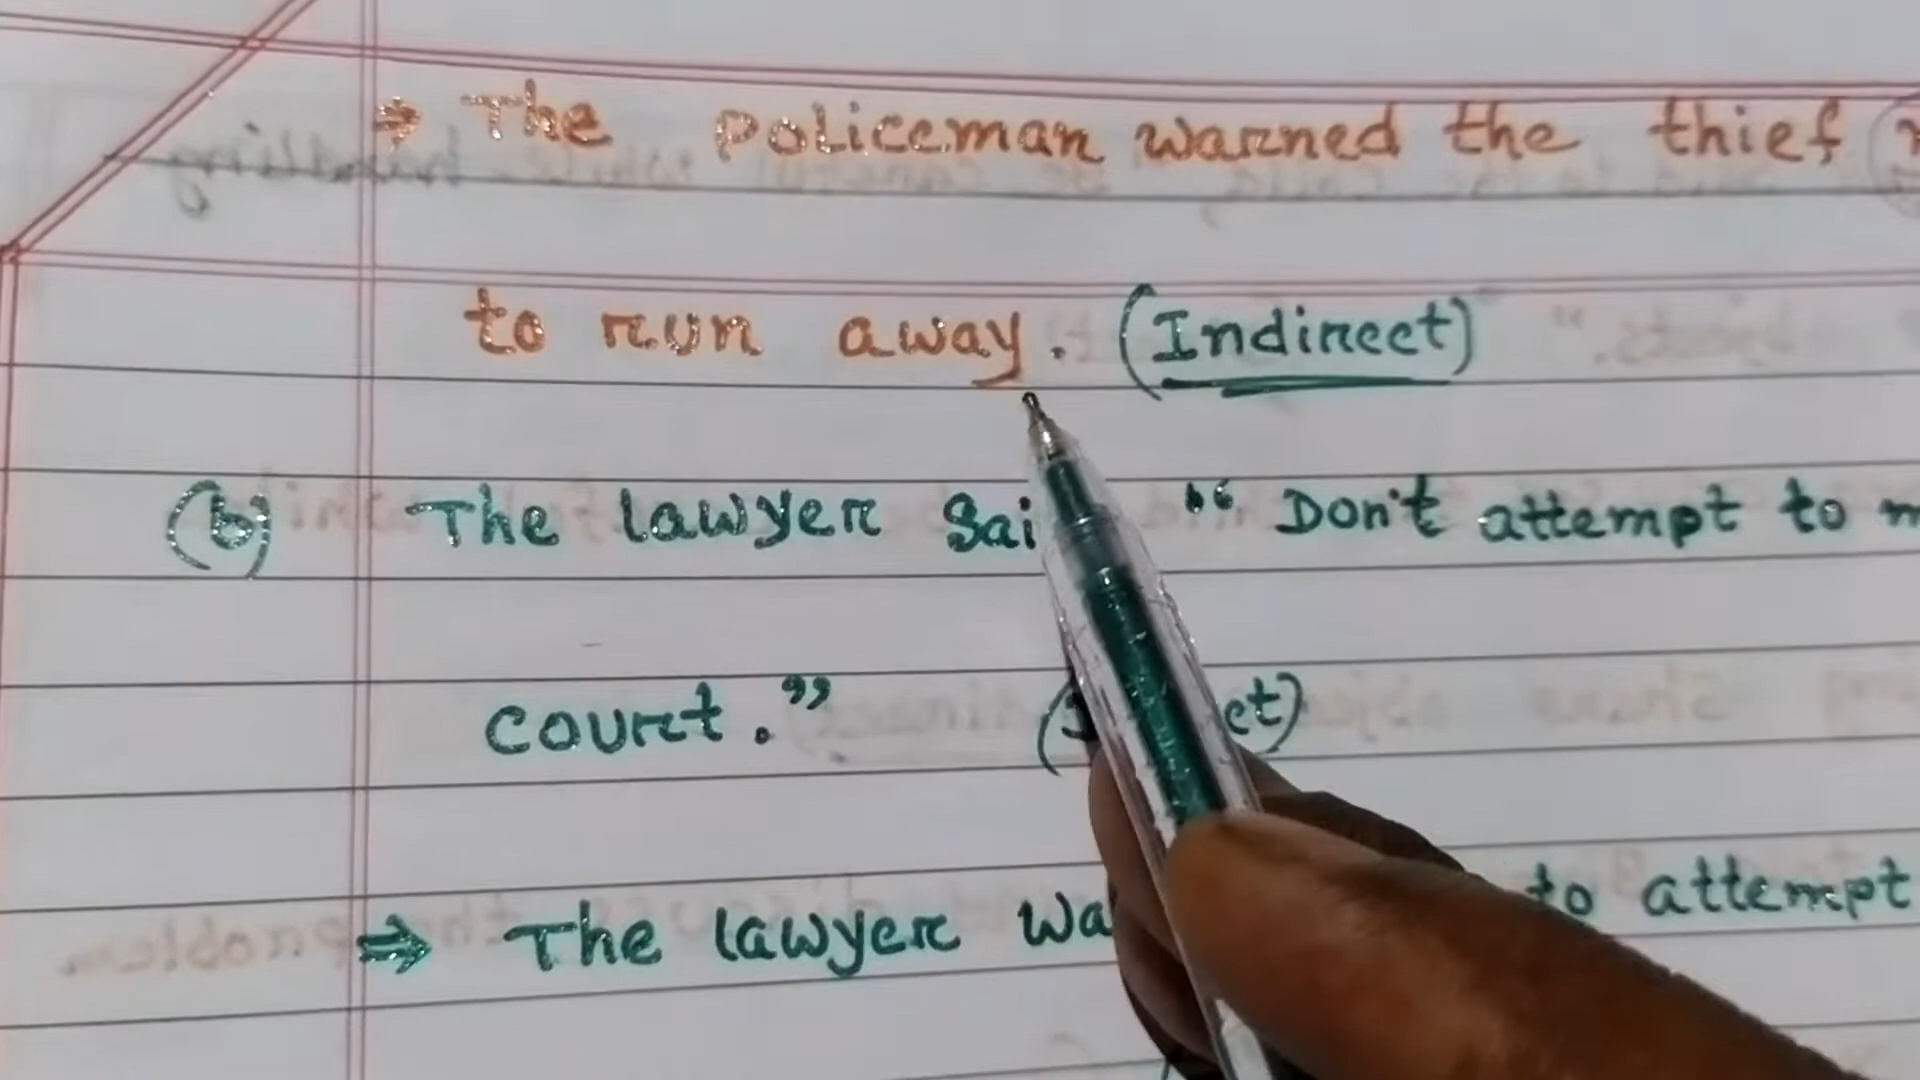 ⇒ The policeman warned the thief
to run away. (Indirect)
(b) The lawyer Sai " Don't attempt to
court."
⇒ The lawyer to attempt